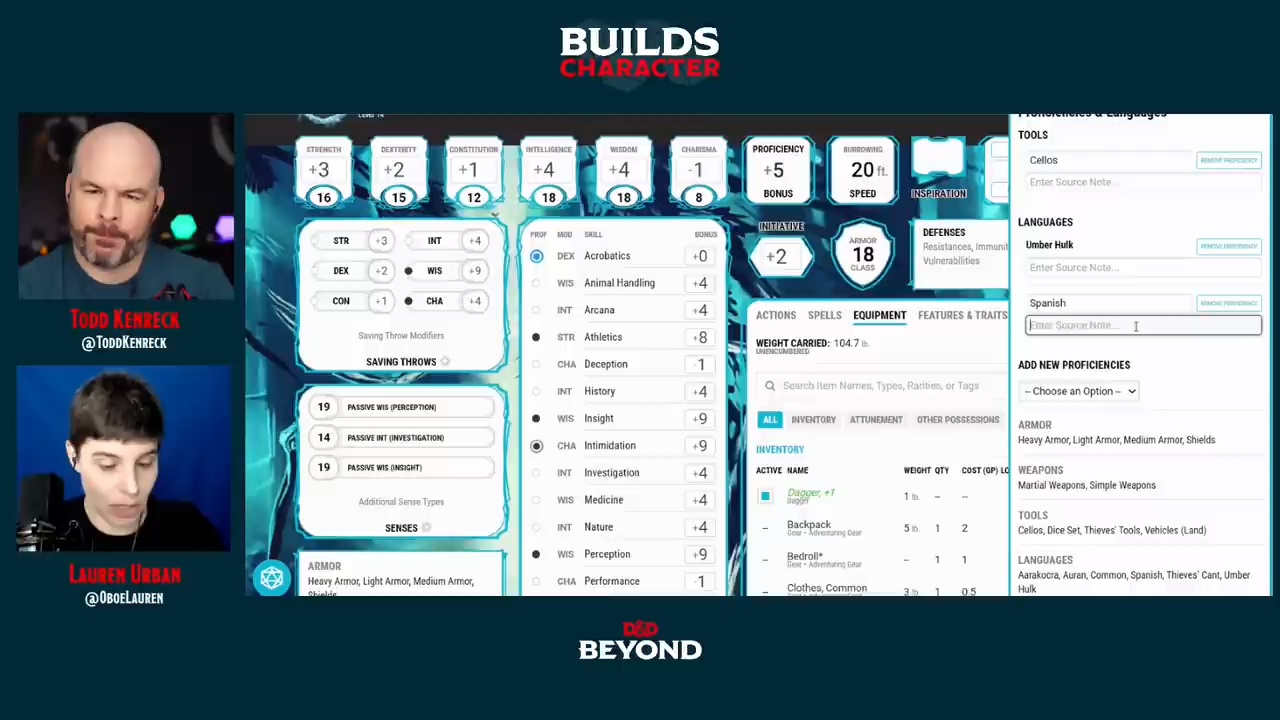 BUILDS
CHARACTER
TODD KENRECK
@TODDKENRECK
LAUREN URBAN
@OBOELAUREN
STRENGTH
+3
16
DEXTERITY
+2
15
CONSTITUTION
+1
12
INTELLIGENCE
+4
18
WISDOM
+4
18
CHARISMA
-1
8
PROFICIENCY
+5
BONUS
BURROWING
20 ft.
SPEED
INSPIRATION
STR +3
INT +4
DEX +2
WIS +9
CON +1
CHA +4
Saving Throw Modifiers
SAVING THROWS
19 PASSIVE WIS (PERCEPTION)
14 PASSIVE INT (INVESTIGATION)
19 PASSIVE WIS (INSIGHT)
Additional Sense Types
SENSES
ARMOR
Heavy Armor, Light Armor, Medium Armor,
Shields
PROF MOD SKILL BONUS
DEX Acrobatics +0
WIS Animal Handling +4
INT Arcana +4
STR Athletics +8
CHA Deception -1
INT History +4
WIS Insight +9
CHA Intimidation +9
INT Investigation +4
WIS Medicine +4
INT Nature +4
WIS Perception +9
CHA Performance -1
INITIATIVE
+2
ARMOR
18
CLASS
DEFENSES
Resistances, Immunit
Vulnerabilities
ACTIONS SPELLS EQUIPMENT FEATURES & TRAITS
WEIGHT CARRIED: 104.7 lb.
UNENCUMBERED
Search Item Names, Types, Rarities, or Tags
ALL INVENTORY ATTUNEMENT OTHER POSSESSIONS
INVENTORY
ACTIVE NAME WEIGHT QTY COST (GP)
Dagger, +1 1 lb. -- --
Dagger
-- Backpack 5 lb. 1 2
Gear • Adventuring Gear
-- Bedroll* -- 1 1
Gear • Adventuring Gear
-- Clothes, Common 3 lb. 1 0.5
Gear • Adventuring Gear
Proficiencies & Languages
TOOLS
Cellos REMOVE PROFICIENCY
Enter Source Note...
LANGUAGES
Umber Hulk REMOVE PROFICIENCY
Enter Source Note...
Spanish REMOVE PROFICIENCY
Enter Source Note...
ADD NEW PROFICIENCIES
-- Choose an Option --
ARMOR
Heavy Armor, Light Armor, Medium Armor, Shields
WEAPONS
Martial Weapons, Simple Weapons
TOOLS
Cellos, Dice Set, Thieves' Tools, Vehicles (Land)
LANGUAGES
Aarakocra, Auran, Common, Spanish, Thieves' Cant, Umber
Hulk
D&D
BEYOND